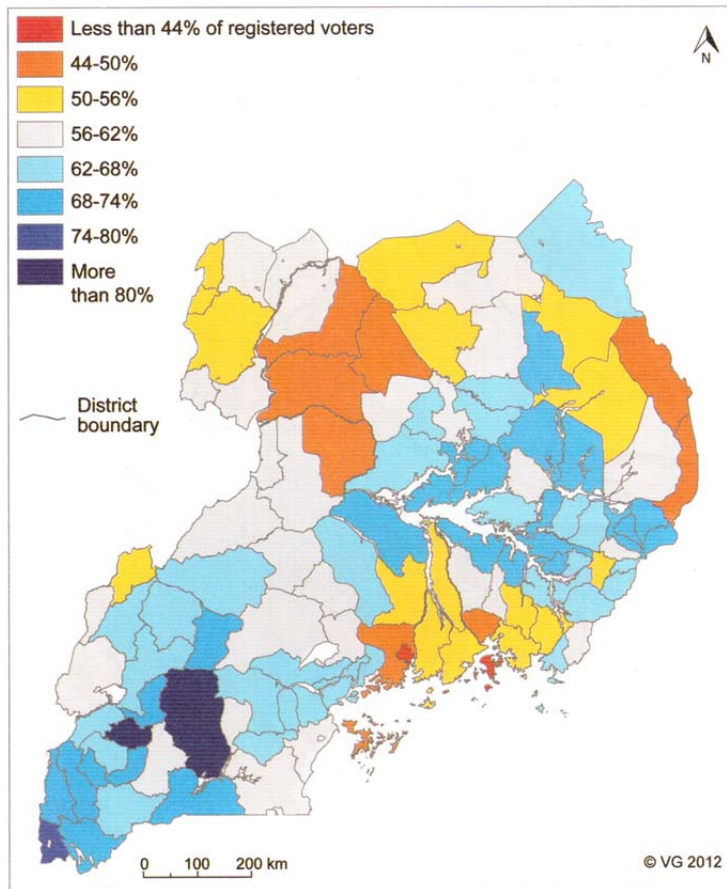 Less than 44% of registered voters
44-50%
50-56%
56-62%
62-68%
68-74%
74-80%
More
than 80%
District
boundary
N
0 100 200 km
© VG 2012